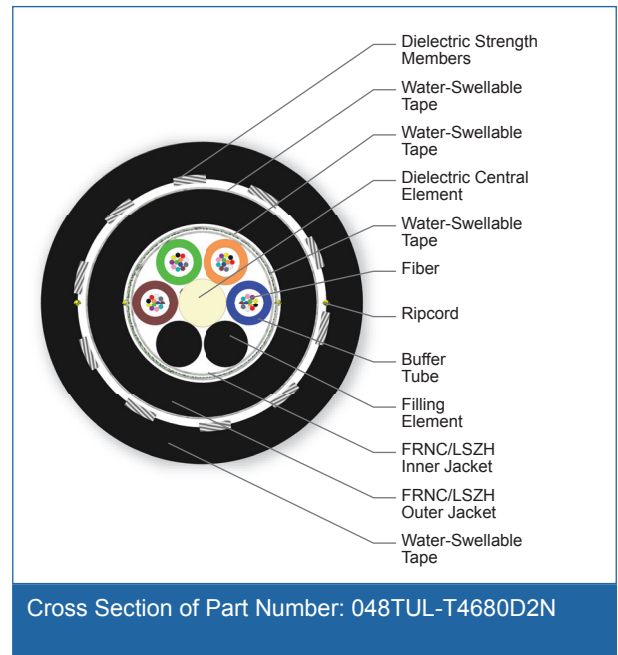 Dielectric Strength
Members
Water-Swellable
Tape
Water-Swellable
Tape
Dielectric Central
Element
Water-Swellable
Tape
Fiber
Ripcord
Buffer
Tube
Filling
Element
FRNC/LSZH
Inner Jacket
FRNC/LSZH
Outer Jacket
Water-Swellable
Tape
Cross Section of Part Number: 048TUL-T4680D2N